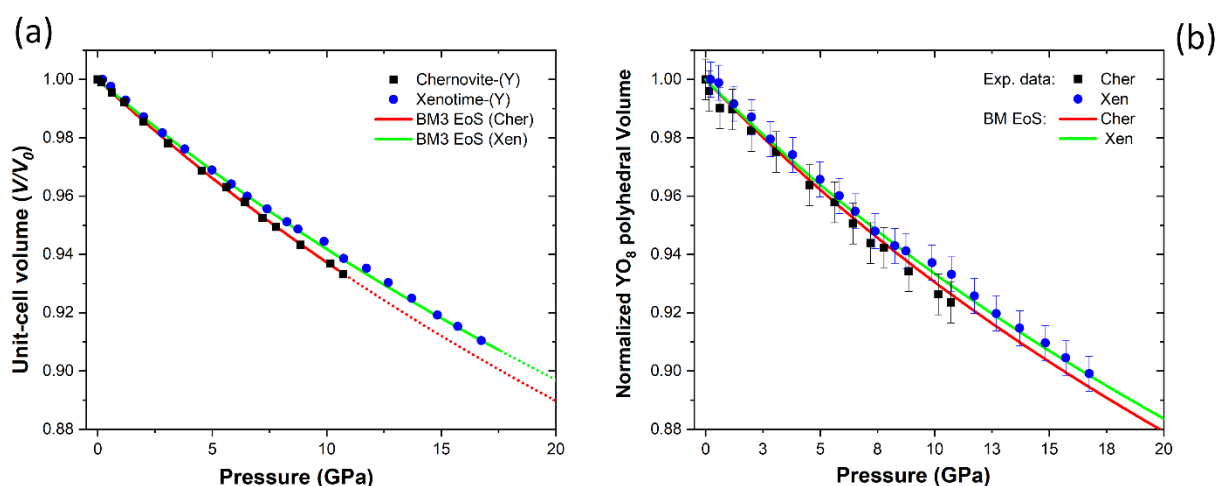 (a)
Unit-cell volume (V/V0)
1.00
0.98
0.96
0.94
0.92
0.90
0.88
Chernovite-(Y)
Xenotime-(Y)
BM3 EoS (Cher)
BM3 EoS (Xen)
0 5 10 15 20
Pressure (GPa)
(b)
Normalized YO8 polyhedral Volume
1.00
0.98
0.96
0.94
0.92
0.90
0.88
Exp. data: Cher
Xen
BM EoS: Cher
Xen
0 3 5 8 10 13 15 18 20
Pressure (GPa)